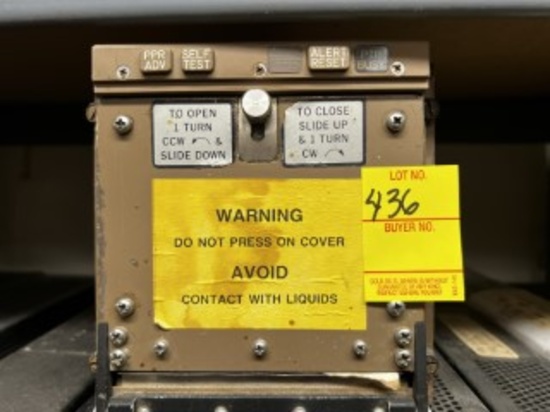 PPR
ADV
SELF
TEST
ALERT
RESET
BUSY
TO OPEN
1 TURN
CCW &
SLIDE DOWN
TO CLOSE
SLIDE UP
& 1 TURN
CW
WARNING
DO NOT PRESS ON COVER
AVOID
CONTACT WITH LIQUIDS
LOT NO.
436
BUYER NO.